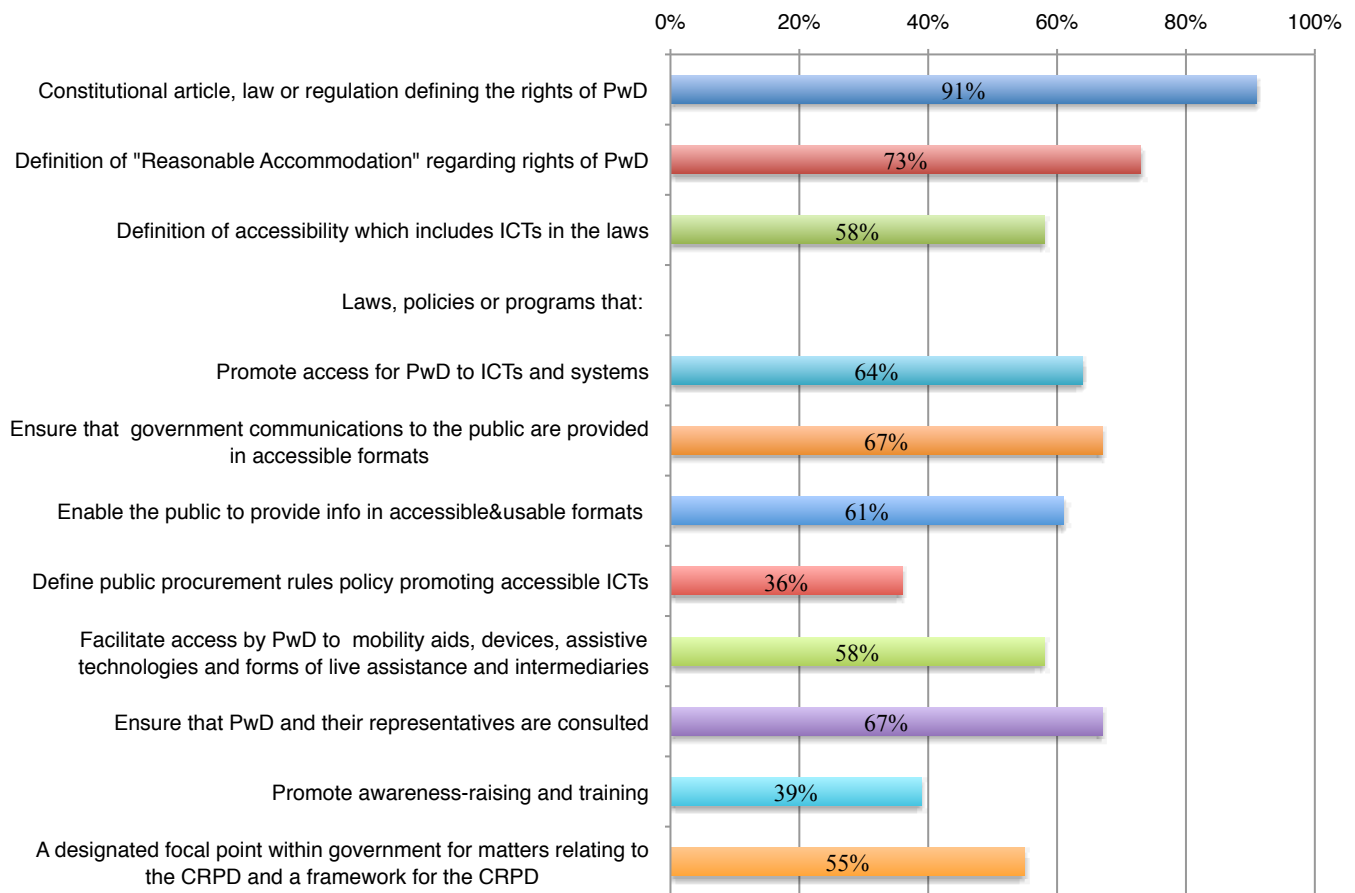 0% 20% 40% 60% 80% 100%
Constitutional article, law or regulation defining the rights of PwD 91%
Definition of "Reasonable Accommodation" regarding rights of PwD 73%
Definition of accessibility which includes ICTs in the laws 58%
Laws, policies or programs that:
Promote access for PwD to ICTs and systems 64%
Ensure that  government communications to the public are provided
in accessible formats 67%
Enable the public to provide info in accessible&usable formats 61%
Define public procurement rules policy promoting accessible ICTs 36%
Facilitate access by PwD to  mobility aids, devices, assistive
technologies and forms of live assistance and intermediaries 58%
Ensure that PwD and their representatives are consulted 67%
Promote awareness-raising and training 39%
A designated focal point within government for matters relating to
the CRPD and a framework for the CRPD 55%